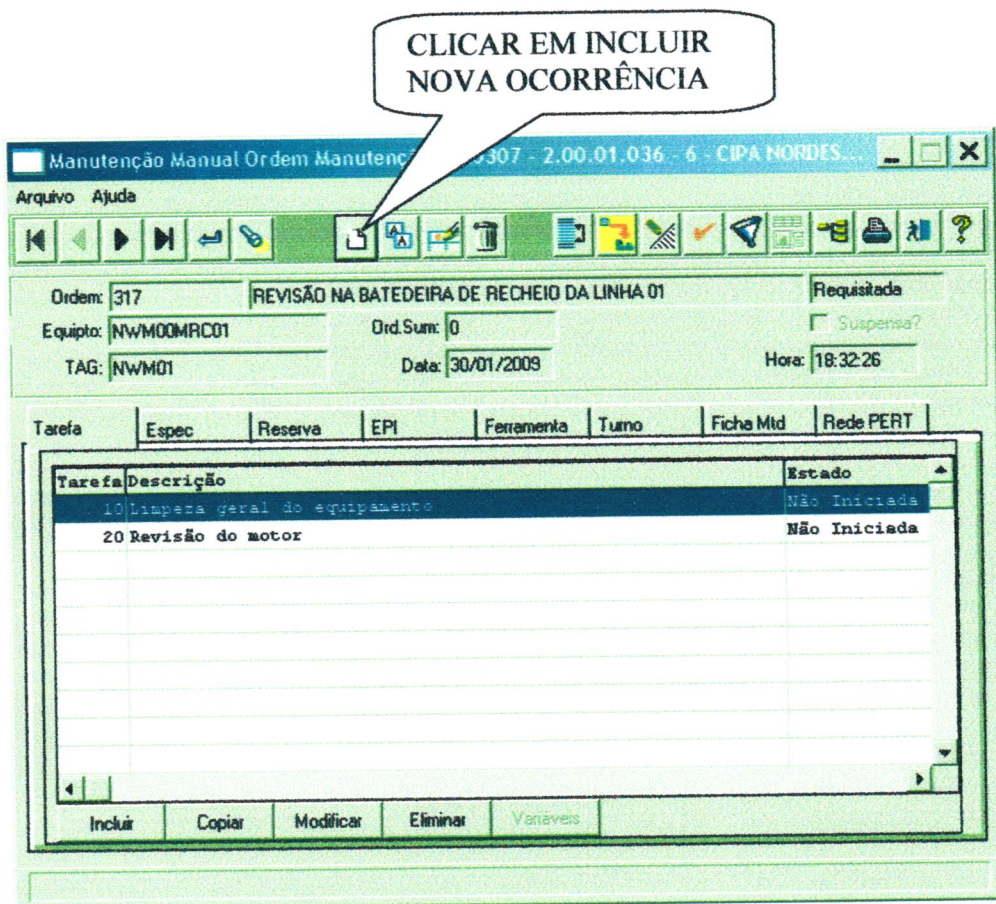 CLICAR EM INCLUIR
NOVA OCORRÊNCIA
Manutenção Manual Ordem 307 - 2.00.01.036 - 6 - CIPA NORDES...
Arquivo Ajuda
Ordem: 317 REVISÃO NA BATEDEIRA DE RECHEIO DA LINHA 01 Requisitada
Equipto: NWM00MRC01 Ord.Sum: 0 Suspensa?
TAG: NWM01 Data: 30/01/2009 Hora: 18:32:26
Tarefa Espec Reserva EPI Ferramenta Turno Ficha Mtd Rede PERT
Tarefa Descrição Estado
10 Limpeza geral do equipamento Não Iniciada
20 Revisão do motor Não Iniciada
Incluir Copiar Modificar Eliminar Variáveis